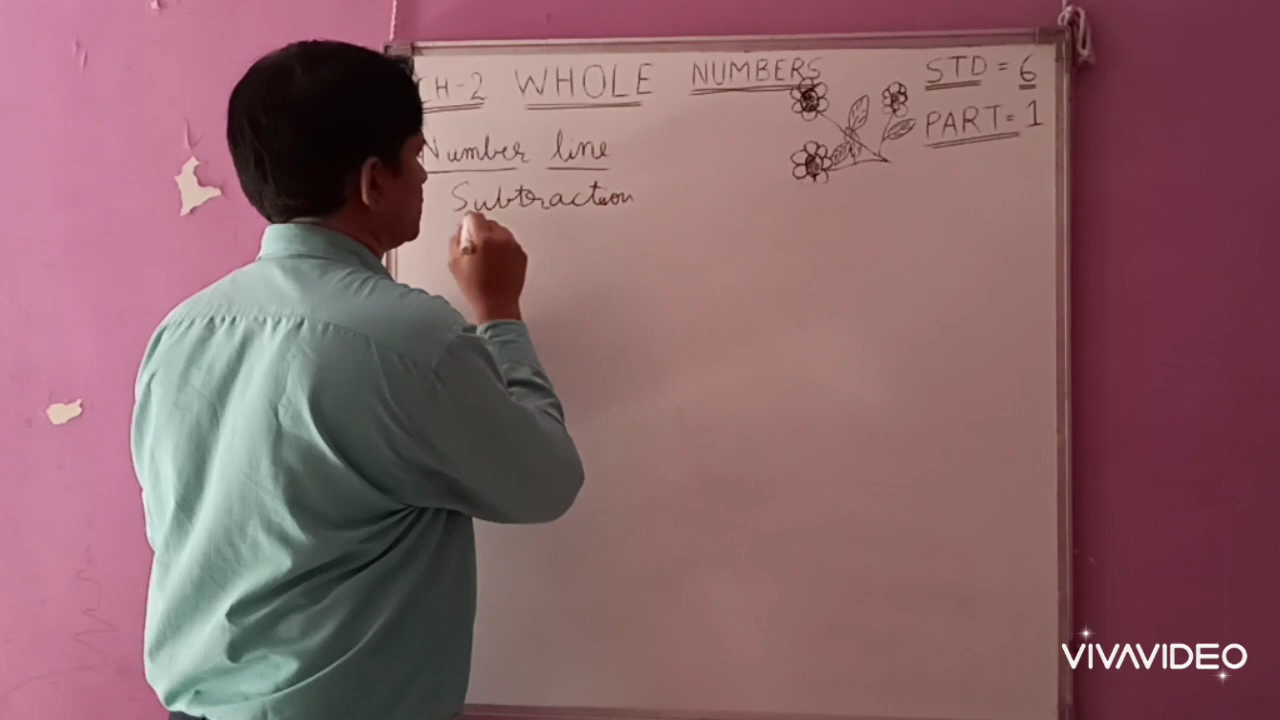 CH-2 WHOLE NUMBERS STD = 6
PART = 1
Number line
Subtraction
VIVAVIDEO